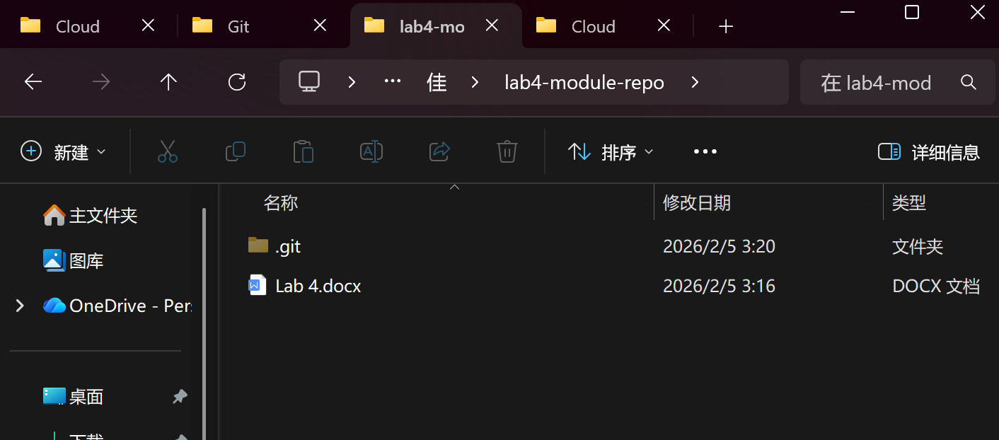 Cloud Git lab4-mo Cloud
佳 lab4-module-repo 在 lab4-mod
新建 排序 详细信息
名称 修改日期 类型
主文件夹
.git 2026/2/5 3:20 文件夹
图库
Lab 4.docx 2026/2/5 3:16 DOCX 文档
OneDrive - Per
桌面
下载